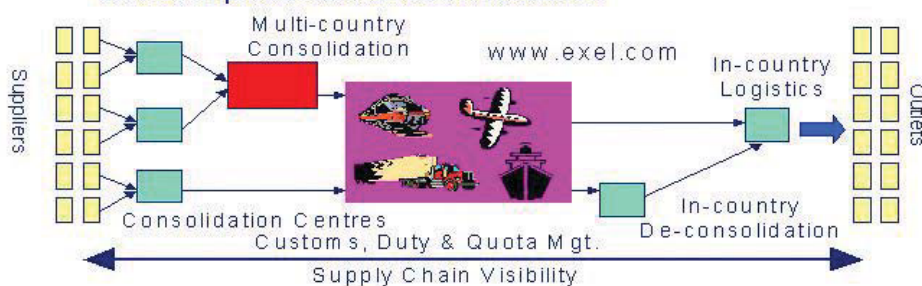 Multi-country
Consolidation
www.exel.com
In-country
Logistics
Suppliers
Outlets
Consolidation Centres
In-country
De-consolidation
Customs, Duty & Quota Mgt.
Supply Chain Visibility